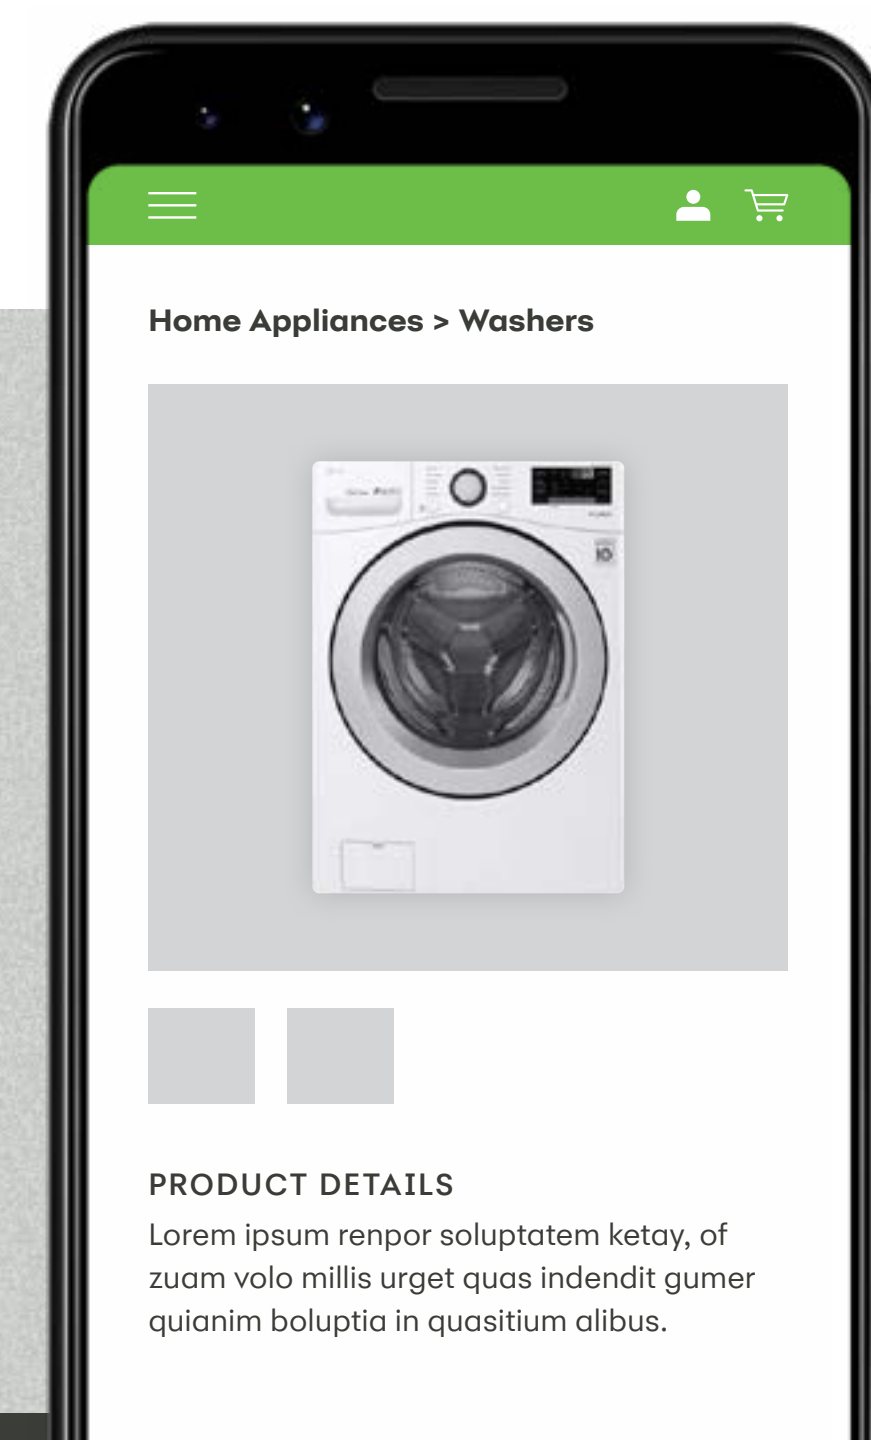 Home Appliances > Washers
PRODUCT DETAILS
Lorem ipsum renpor soluptatem ketay, of
zuam volo millis urget quas indendit gumer
quianim boluptia in quasitium alibus.